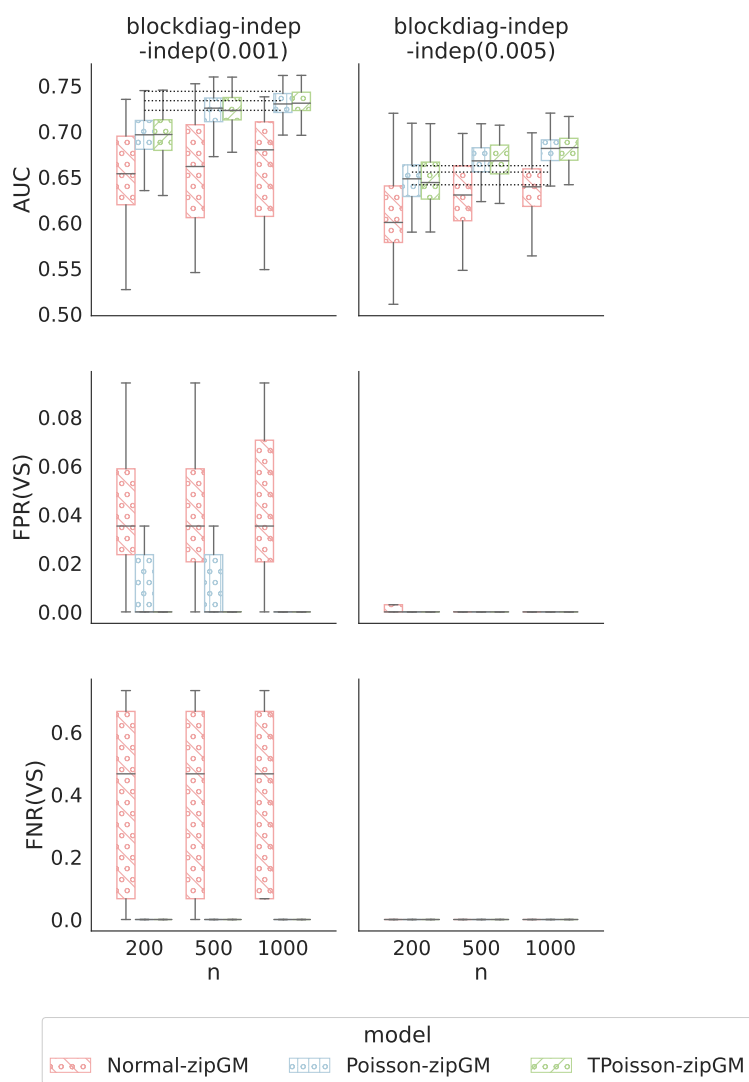 blockdiag-indep
-indep(0.001)
blockdiag-indep
-indep(0.005)
AUC
0.75
0.70
0.65
0.60
0.55
0.50
FPR(VS)
0.08
0.06
0.04
0.02
0.00
FNR(VS)
0.6
0.4
0.2
0.0
200 500 1000
n
200 500 1000
n
model
Normal-zipGM Poisson-zipGM TPoisson-zipGM